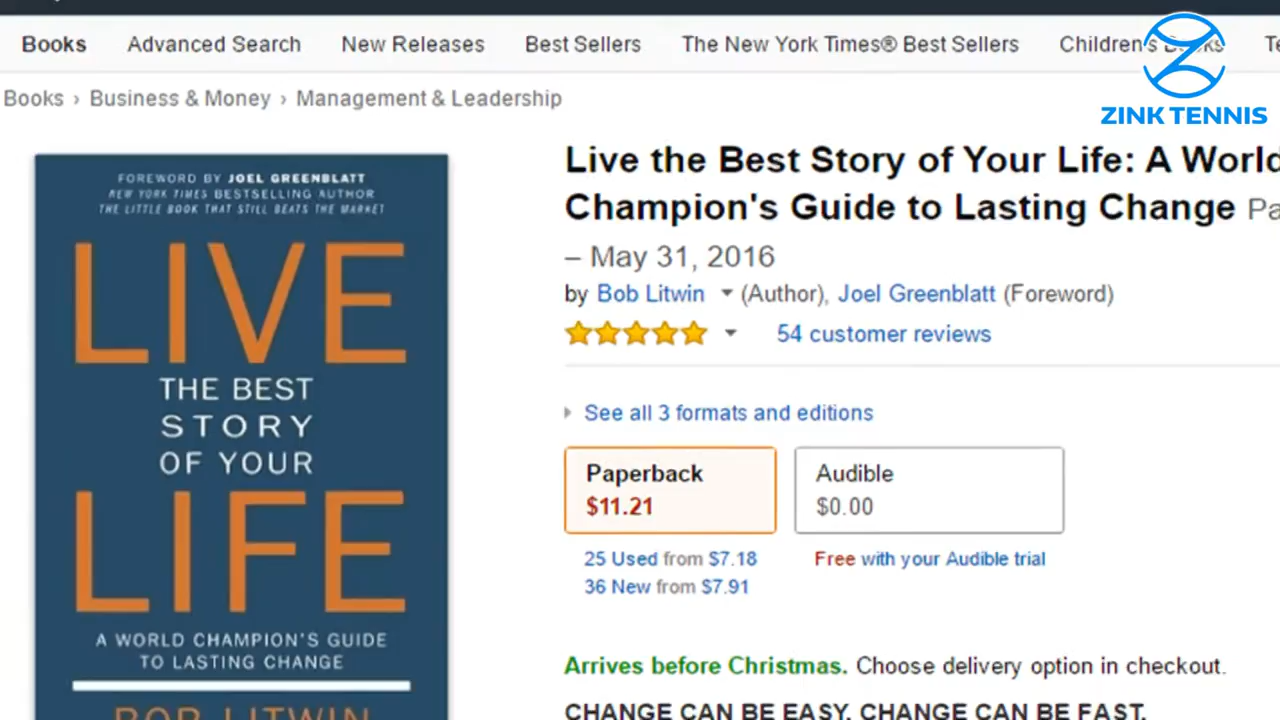 Books Advanced Search New Releases Best Sellers The New York Times® Best Sellers Children's Books
ZINK TENNIS
Books › Business & Money › Management & Leadership
FOREWORD BY JOEL GREENBLATT
NEW YORK TIMES BESTSELLING AUTHOR
THE LITTLE BOOK THAT STILL BEATS THE MARKET
LIVE
THE BEST
STORY
OF YOUR
LIFE
A WORLD CHAMPION'S GUIDE
TO LASTING CHANGE
BOB LITWIN
Live the Best Story of Your Life: A World
Champion's Guide to Lasting Change Pa
– May 31, 2016
by Bob Litwin (Author), Joel Greenblatt (Foreword)
54 customer reviews
See all 3 formats and editions
Paperback
$11.21
Audible
$0.00
25 Used from $7.18
36 New from $7.91
Free with your Audible trial
Arrives before Christmas. Choose delivery option in checkout.
CHANGE CAN BE EASY. CHANGE CAN BE FAST.